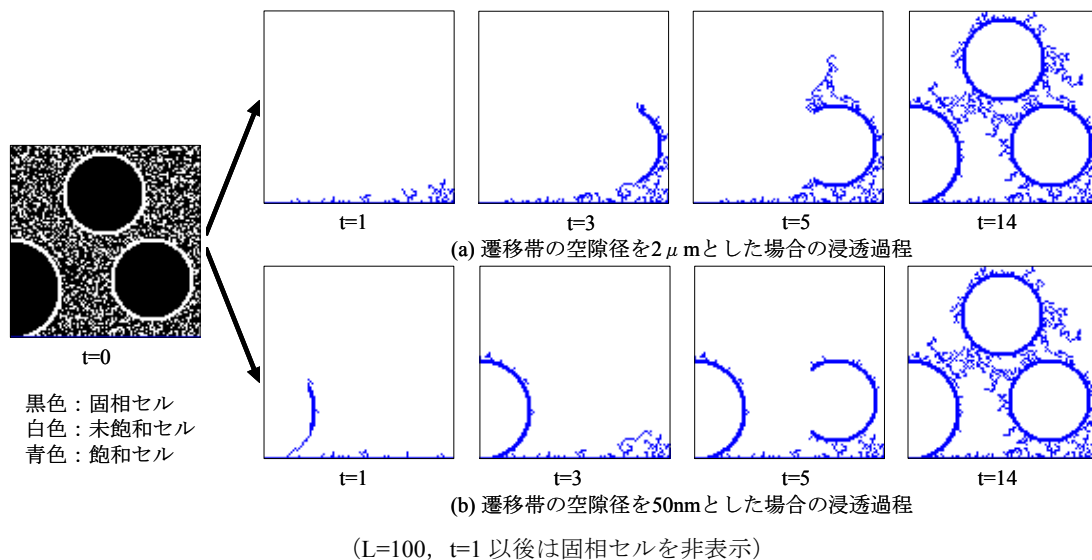 t=1
t=3
t=5
t=14
(a) 遷移帯の空隙径を2μmとした場合の浸透過程
t=0
黒色：固相セル
白色：未飽和セル
青色：飽和セル
t=1
t=3
t=5
t=14
(b) 遷移帯の空隙径を50nmとした場合の浸透過程
（L=100，t=1 以後は固相セルを非表示）